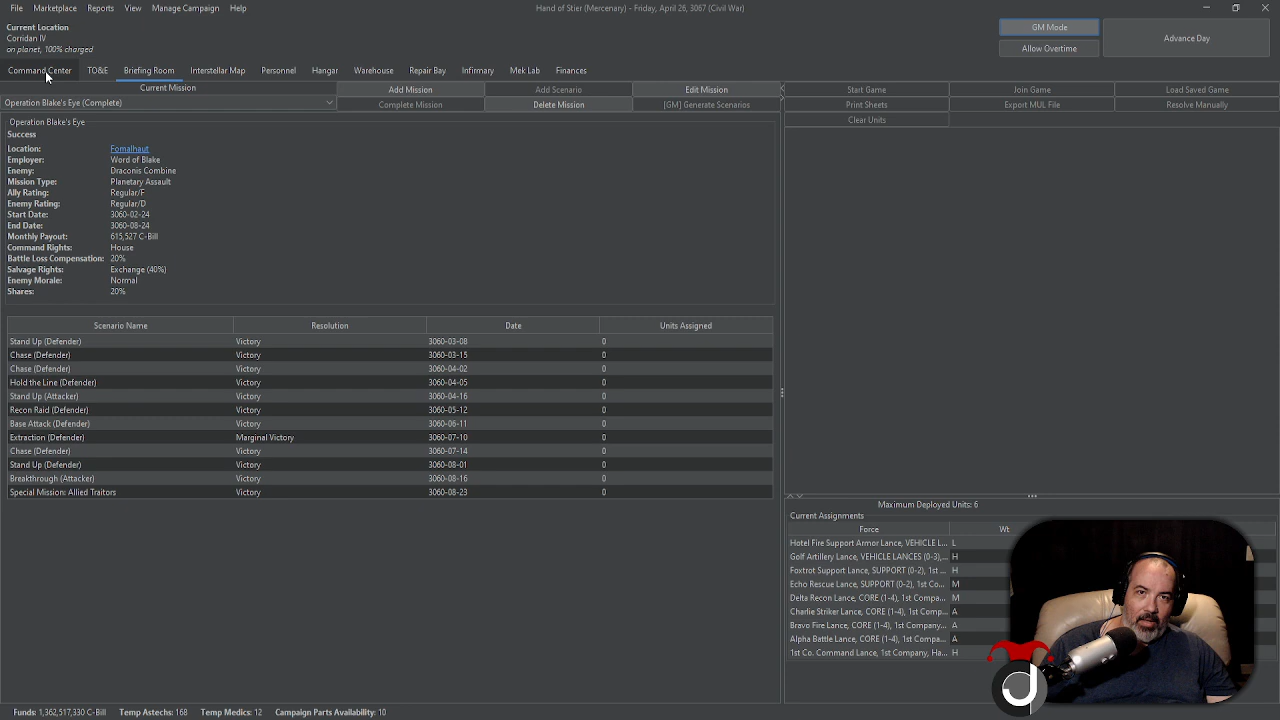 File Marketplace Reports View Manage Campaign Help
Hand of Stier (Mercenary) - Friday, April 26, 3067 (Civil War)
Current Location
Corridan IV
on planet, 100% charged
GM Mode
Allow Overtime
Advance Day
Command Center TO&E Briefing Room Interstellar Map Personnel Hangar Warehouse Repair Bay Infirmary Mek Lab Finances
Current Mission
Operation Blake's Eye (Complete)
Add Mission Add Scenario Edit Mission
Complete Mission Delete Mission [GM] Generate Scenarios
Start Game Join Game Load Saved Game
Print Sheets Export MUL File Resolve Manually
Clear Units
Operation Blake's Eye
Success
Location: Fomalhaut
Employer: Word of Blake
Enemy: Draconis Combine
Mission Type: Planetary Assault
Ally Rating: Regular/F
Enemy Rating: Regular/D
Start Date: 3060-02-24
End Date: 3060-08-24
Monthly Payout: 615,527 C-Bill
Command Rights: House
Battle Loss Compensation: 20%
Salvage Rights: Exchange (40%)
Enemy Morale: Normal
Shares: 20%
Scenario Name Resolution Date Units Assigned
Stand Up (Defender) Victory 3060-03-08 0
Chase (Defender) Victory 3060-03-15 0
Chase (Defender) Victory 3060-04-02 0
Hold the Line (Defender) Victory 3060-04-05 0
Stand Up (Attacker) Victory 3060-04-16 0
Recon Raid (Defender) Victory 3060-05-12 0
Base Attack (Defender) Victory 3060-06-11 0
Extraction (Defender) Marginal Victory 3060-07-10 0
Chase (Defender) Victory 3060-07-14 0
Stand Up (Defender) Victory 3060-08-01 0
Breakthrough (Attacker) Victory 3060-08-16 0
Special Mission: Allied Traitors Victory 3060-08-23 0
Maximum Deployed Units: 6
Current Assignments
Force Wt
Hotel Fire Support Armor Lance, VEHICLE L... L
Golf Artillery Lance, VEHICLE LANCES (0-3),... H
Foxtrot Support Lance, SUPPORT (0-2), 1st ... H
Echo Rescue Lance, SUPPORT (0-2), 1st Co... M
Delta Recon Lance, CORE (1-4), 1st Compa... M
Charlie Striker Lance, CORE (1-4), 1st Comp... A
Bravo Fire Lance, CORE (1-4), 1st Company... A
Alpha Battle Lance, CORE (1-4), 1st Compa... A
1st Co. Command Lance, 1st Company, Ha... H
Funds: 1,362,517,330 C-Bill Temp Astechs: 168 Temp Medics: 12 Campaign Parts Availability: 10